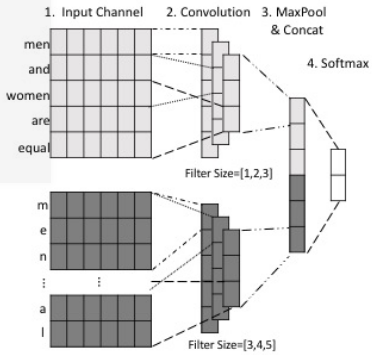 1. Input Channel 2. Convolution 3. MaxPool & Concat
4. Softmax
men
and
women
are
equal
Filter Size=[1,2,3]
m
e
n
...
...
a
l
Filter Size=[3,4,5]